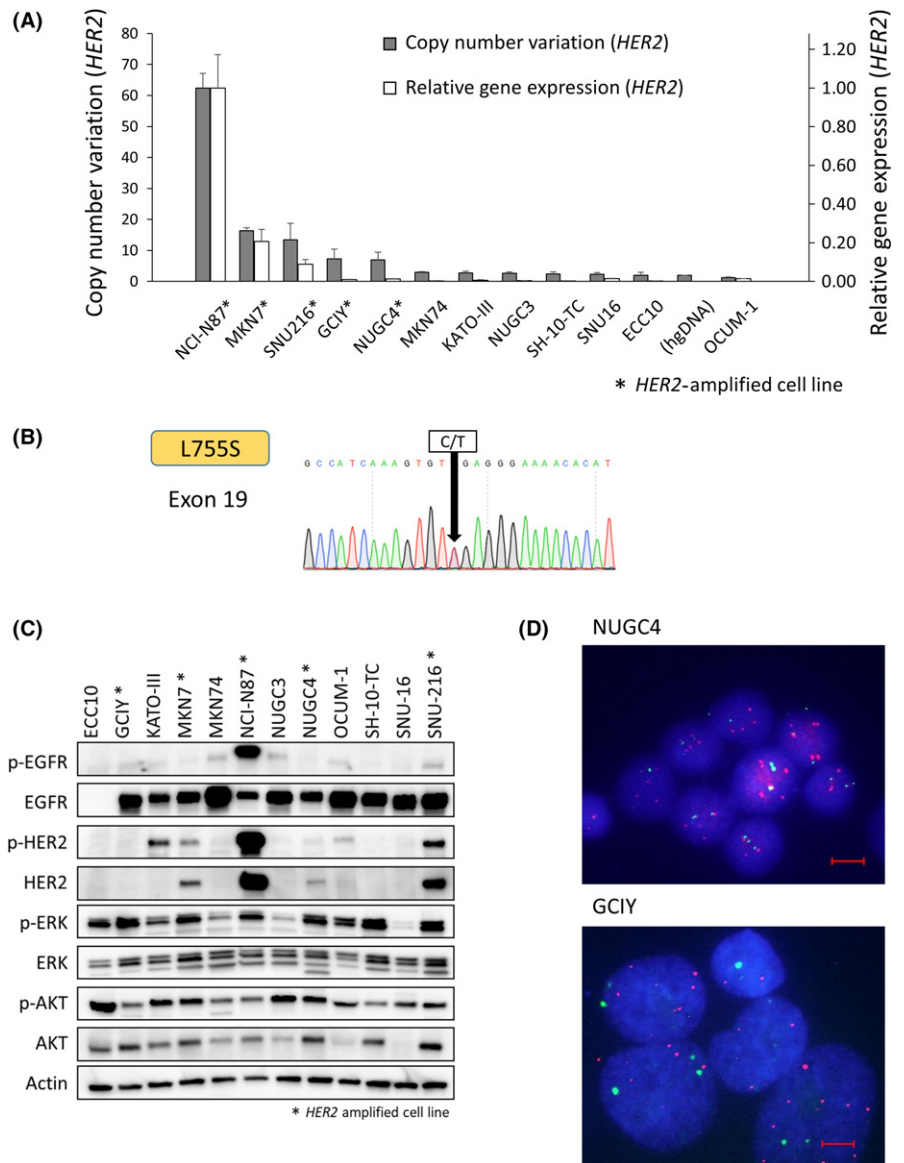 (A)
80
70
60
50
40
30
20
10
0
Copy number variation (HER2)
Copy number variation (HER2)
Relative gene expression (HER2)
1.20
1.00
0.80
0.60
0.40
0.20
0.00
Relative gene expression (HER2)
NCI-N87*
MKN7*
SNU216*
GCIY*
NUGC4*
MKN74
KATO-III
NUGC3
SH-10-TC
SNU16
ECC10
(hgDNA)
OCUM-1
* HER2-amplified cell line
(B)
L755S
Exon 19
C/T
G C C A T C A A A G T G T G A G G G A A A A C A C A T
(C)
ECC10
GCIY *
KATO-III
MKN7 *
MKN74
NCI-N87 *
NUGC3
NUGC4 *
OCUM-1
SH-10-TC
SNU-16
SNU-216 *
p-EGFR
EGFR
p-HER2
HER2
p-ERK
ERK
p-AKT
AKT
Actin
* HER2 amplified cell line
(D)
NUGC4
GCIY